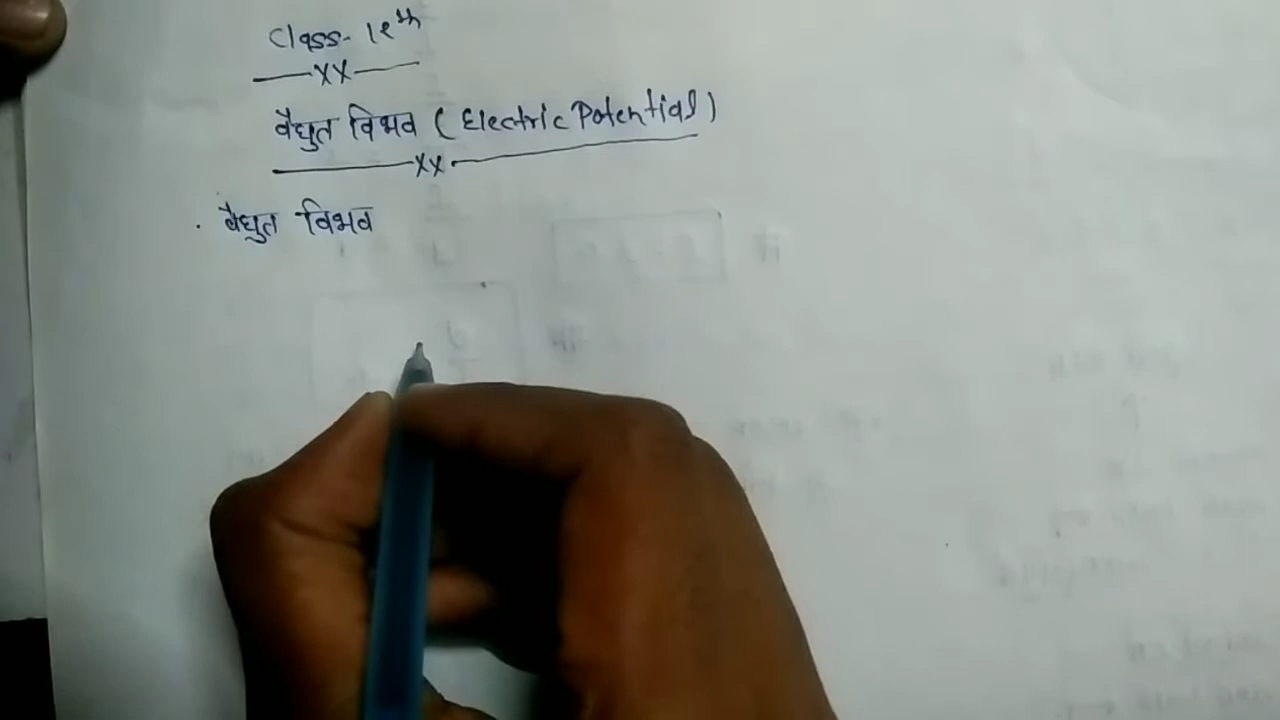 Class- 12th
xx
वैधुत विभव ( Electric Potential )
xx
. वैधुत विभव